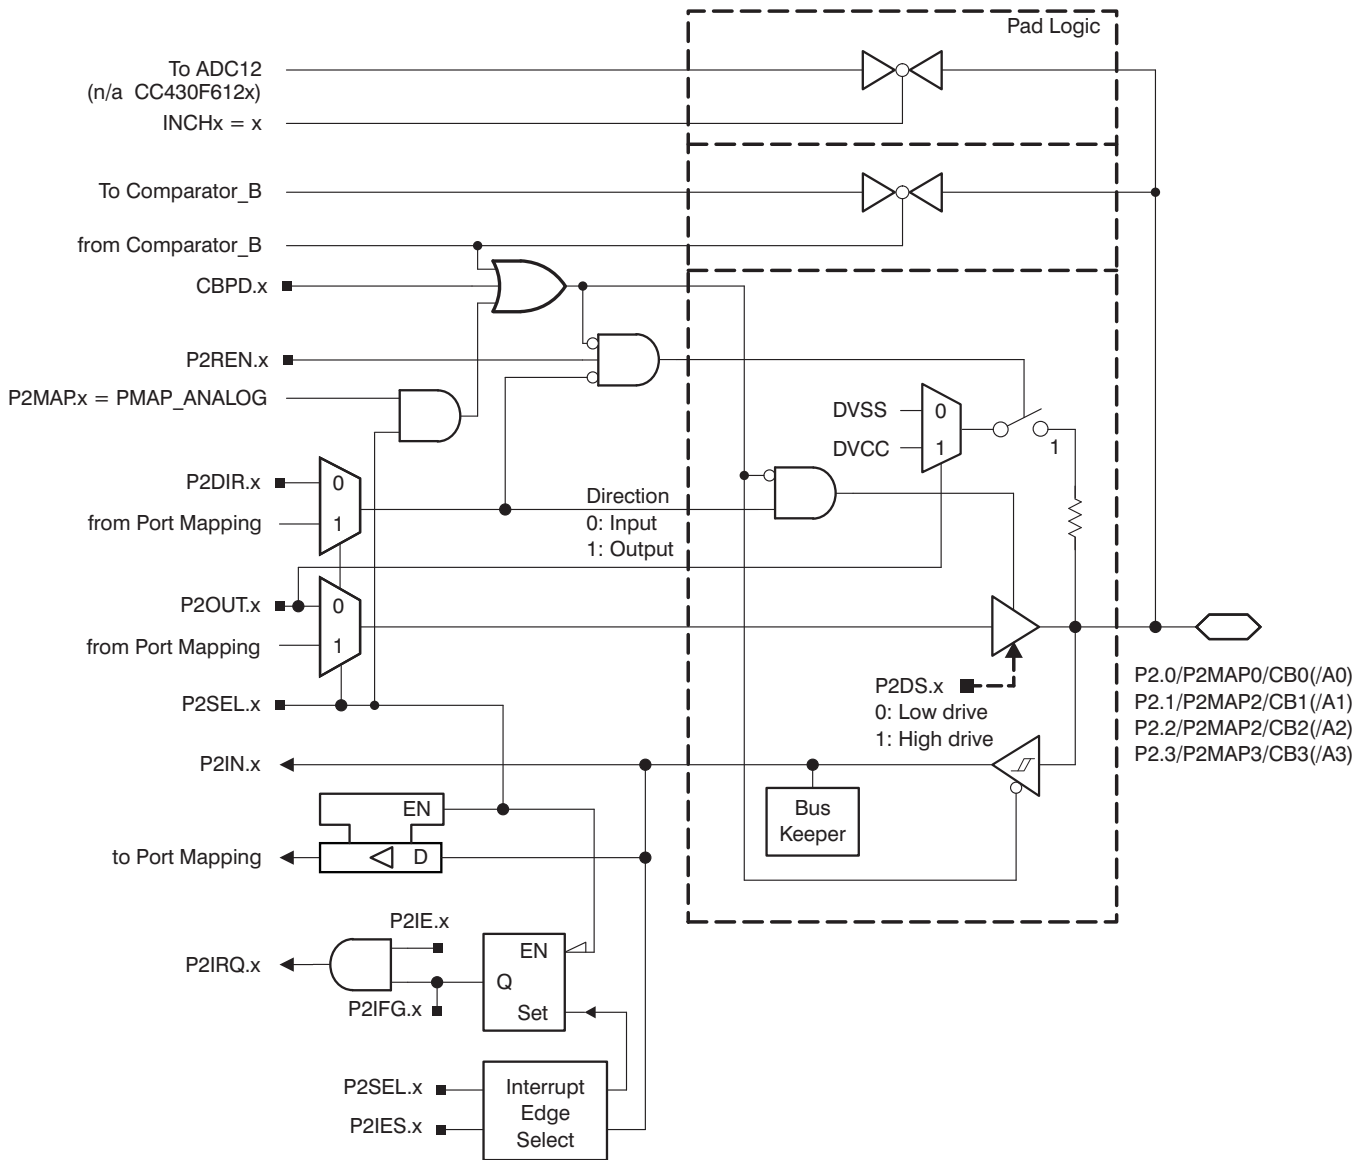 Pad Logic
To ADC12
(n/a CC430F612x)
INCHx = x
To Comparator_B
from Comparator_B
CBPD.x
P2REN.x
P2MAP.x = PMAP_ANALOG
DVSS
0
DVCC
1
1
P2DIR.x
0
from Port Mapping
1
Direction
0: Input
1: Output
P2OUT.x
0
from Port Mapping
1
P2SEL.x
P2DS.x
0: Low drive
1: High drive
P2.0/P2MAP0/CB0(/A0)
P2.1/P2MAP2/CB1(/A1)
P2.2/P2MAP2/CB2(/A2)
P2.3/P2MAP3/CB3(/A3)
P2IN.x
Bus
Keeper
EN
to Port Mapping
D
P2IE.x
P2IRQ.x
EN
Q
P2IFG.x
Set
P2SEL.x
P2IES.x
Interrupt
Edge
Select